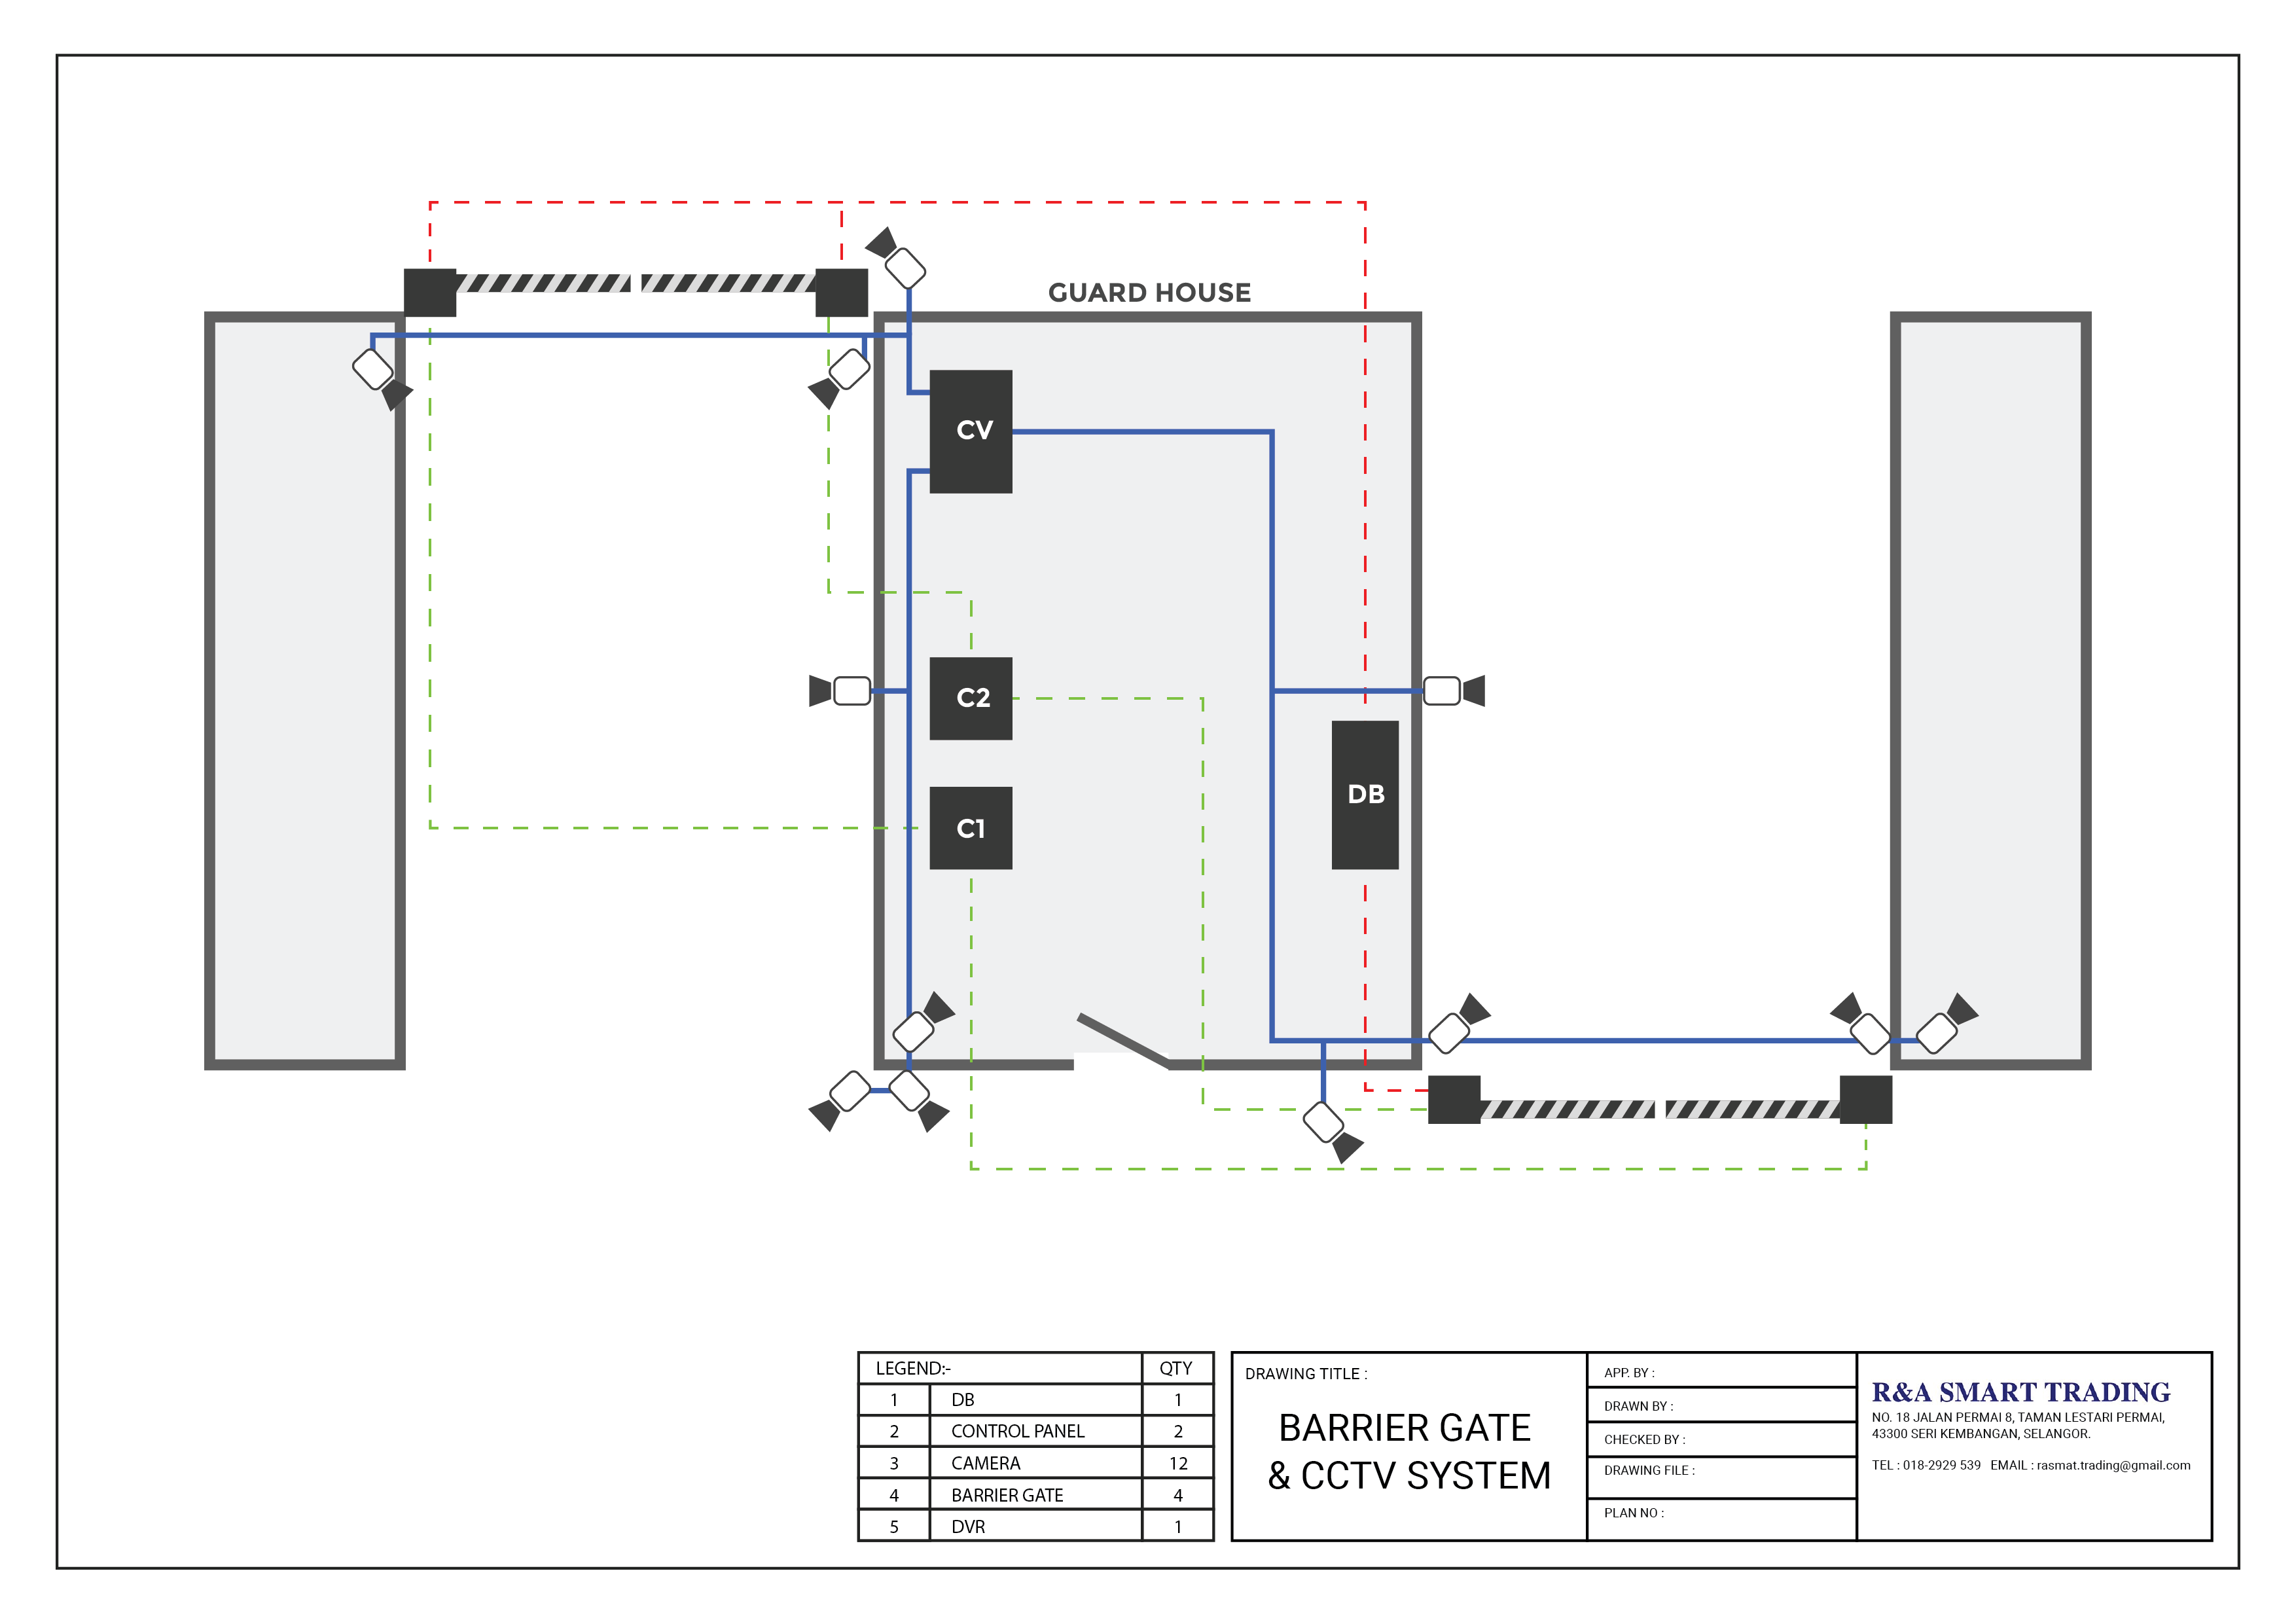 GUARD HOUSE
CV
C2
C1
DB
LEGEND:- QTY
1 DB 1
2 CONTROL PANEL 2
3 CAMERA 12
4 BARRIER GATE 4
5 DVR 1
DRAWING TITLE :
BARRIER GATE
& CCTV SYSTEM
APP. BY :
DRAWN BY :
CHECKED BY :
DRAWING FILE :
PLAN NO :
R&A SMART TRADING
NO. 18 JALAN PERMAI 8, TAMAN LESTARI PERMAI,
43300 SERI KEMBANGAN, SELANGOR.
TEL : 018-2929 539 EMAIL : rasmat.trading@gmail.com